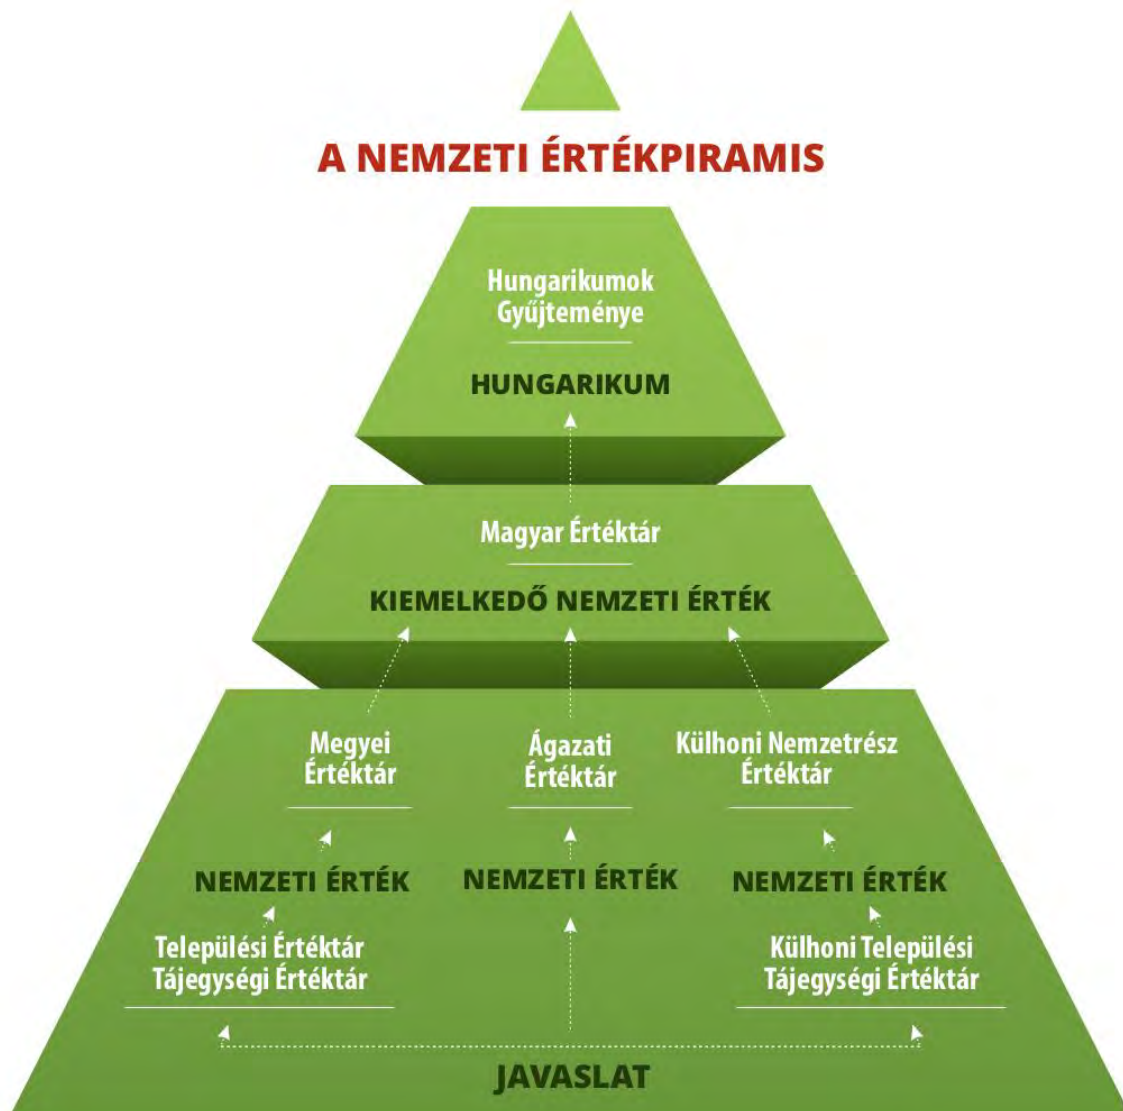 A NEMZETI ÉRTÉKPIRAMIS
Hungarikumok
Gyűjteménye
HUNGARIKUM
Magyar Értéktár
KIEMELKEDŐ NEMZETI ÉRTÉK
Megyei
Értéktár
Ágazati
Értéktár
Külhoni Nemzetrész
Értéktár
NEMZETI ÉRTÉK
NEMZETI ÉRTÉK
NEMZETI ÉRTÉK
Települési Értéktár
Tájegységi Értéktár
Külhoni Települési
Tájegységi Értéktár
JAVASLAT